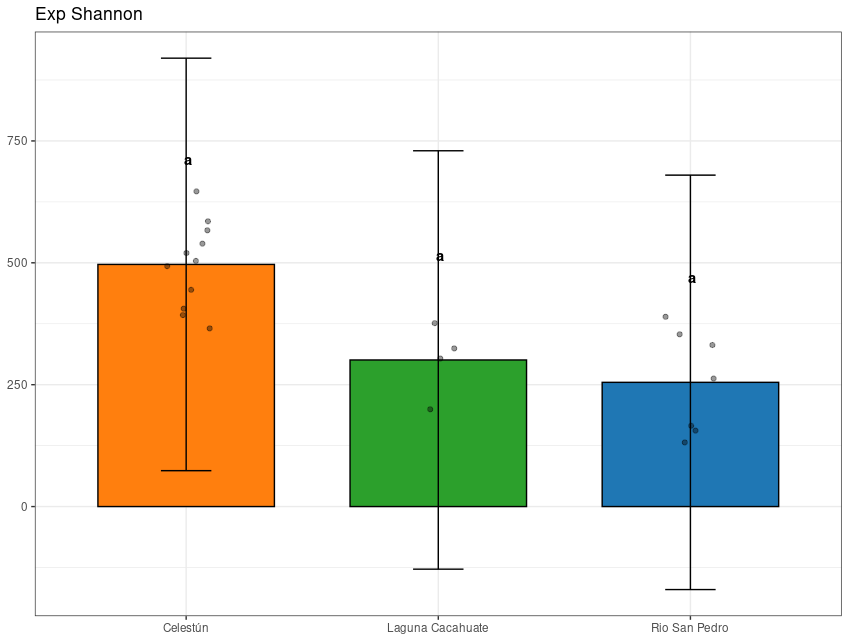 Exp Shannon
750
500
250
0
a
a
a
Celestún
Laguna Cacahuate
Rio San Pedro